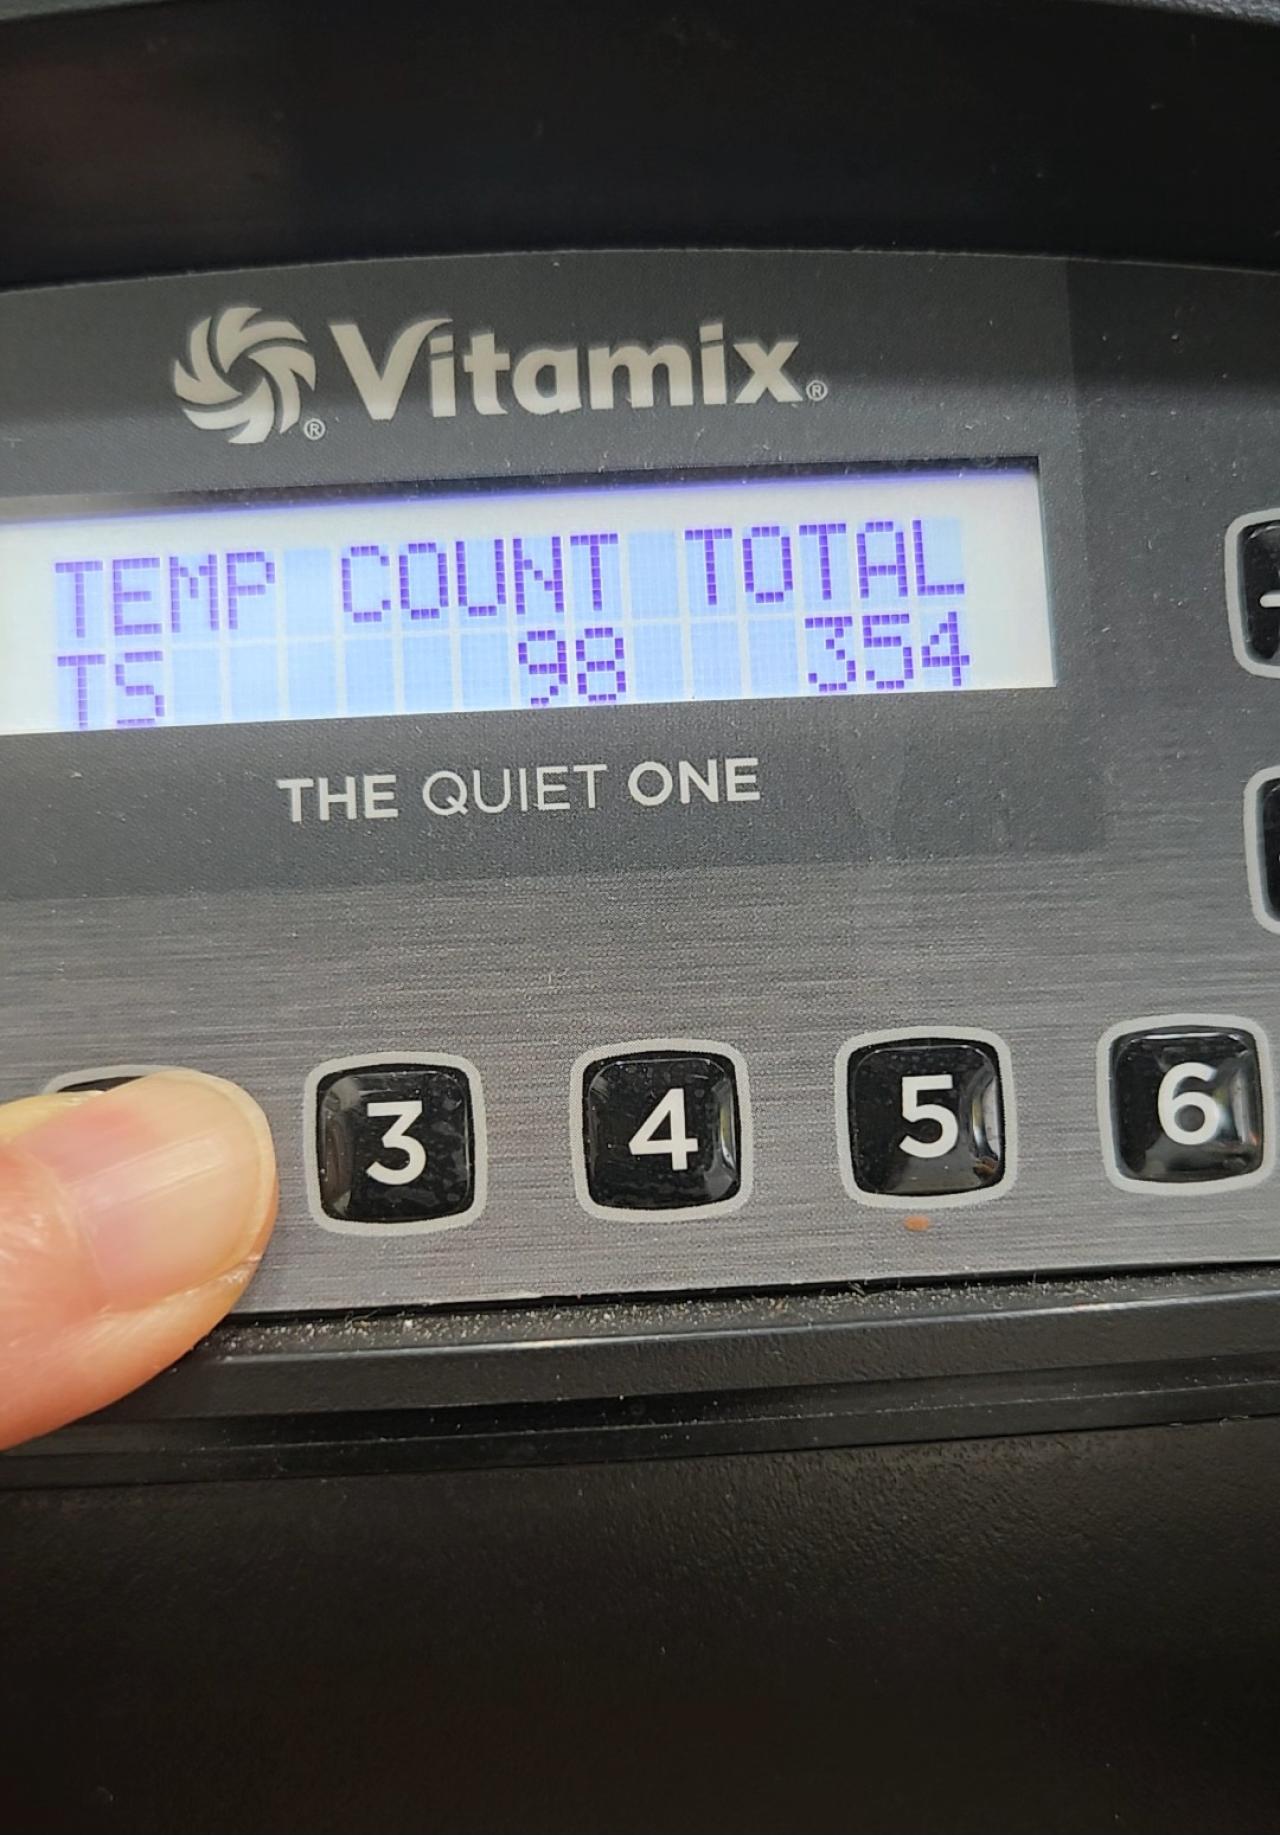 Vitamix®
TEMP COUNT TOTAL
TS 98 354
THE QUIET ONE
3 4 5 6